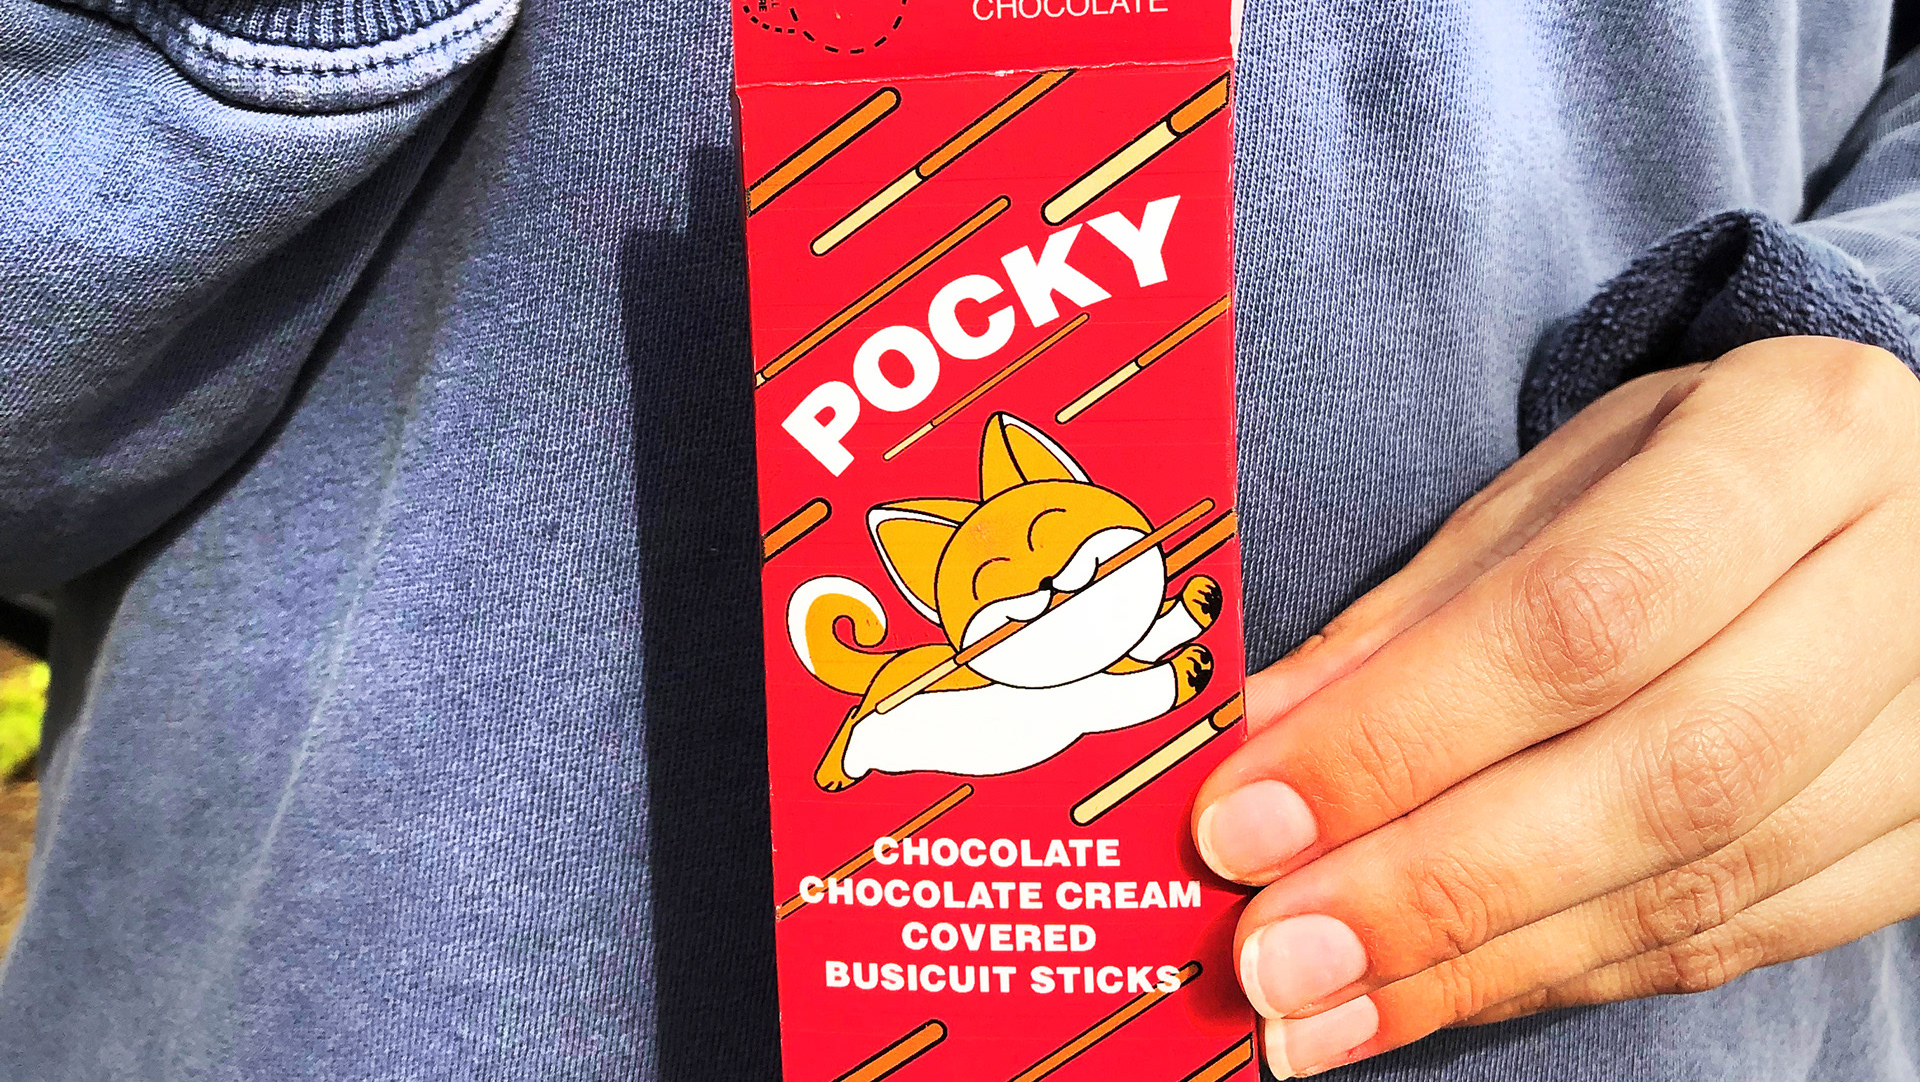 CHOCOLATE
POCKY
CHOCOLATE
CHOCOLATE CREAM
COVERED
BUSICUIT STICKS